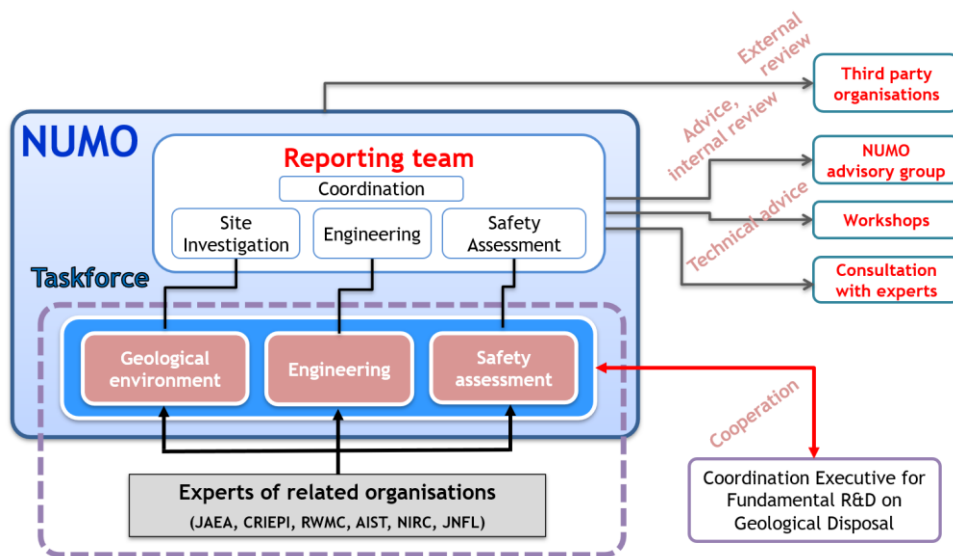 External
review
Third party
organisations
NUMO
Advice,
internal review
Reporting team
NUMO
advisory group
Coordination
Site
Investigation
Engineering
Safety
Assessment
Workshops
Technical advice
Taskforce
Consultation
with experts
Geological
environment
Engineering
Safety
assessment
Cooperation
Experts of related organisations
(JAEA, CRIEPI, RWMC, AIST, NIRC, JNFL)
Coordination Executive for
Fundamental R&D on
Geological Disposal